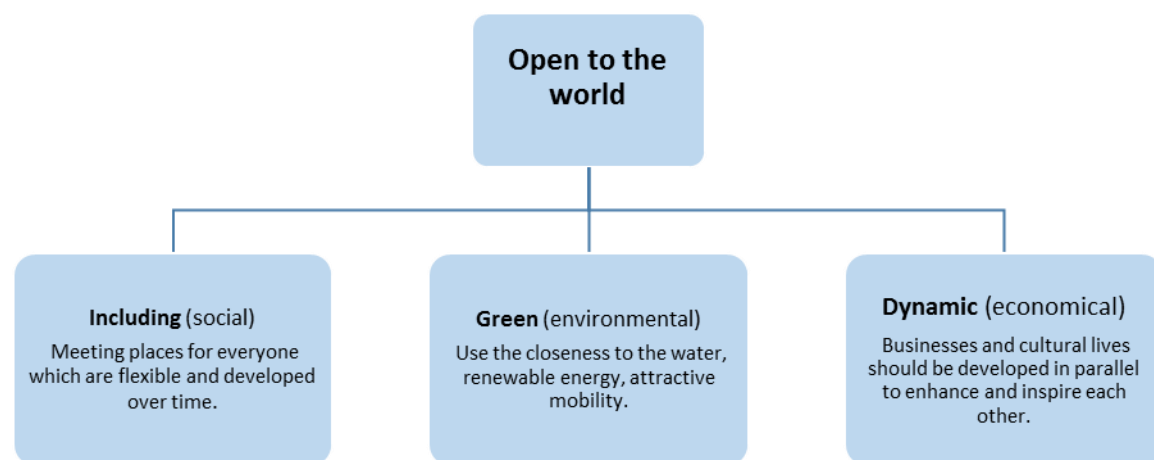 Open to the
world
Including (social)
Meeting places for everyone
which are flexible and developed
over time.
Green (environmental)
Use the closeness to the water,
renewable energy, attractive
mobility.
Dynamic (economical)
Businesses and cultural lives
should be developed in parallel
to enhance and inspire each
other.